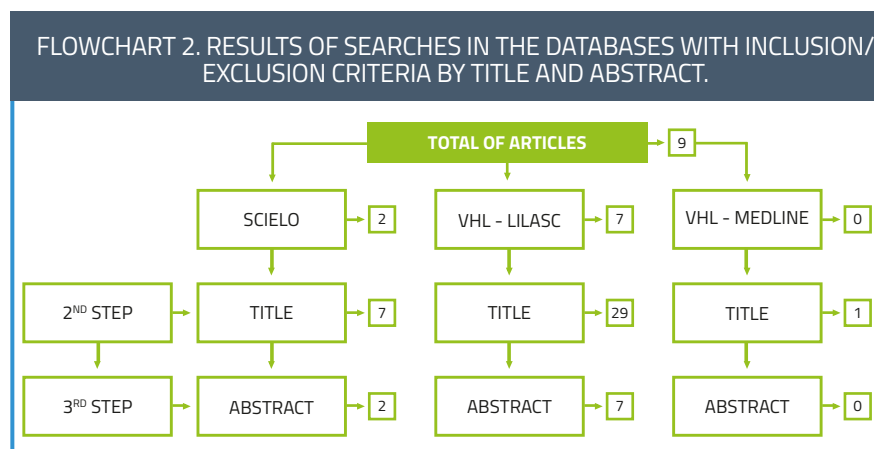 FLOWCHART 2. RESULTS OF SEARCHES IN THE DATABASES WITH INCLUSION/
EXCLUSION CRITERIA BY TITLE AND ABSTRACT.
TOTAL OF ARTICLES 9
SCIELO 2 VHL - LILASC 7 VHL - MEDLINE 0
2ND STEP TITLE 7 TITLE 29 TITLE 1
3RD STEP ABSTRACT 2 ABSTRACT 7 ABSTRACT 0